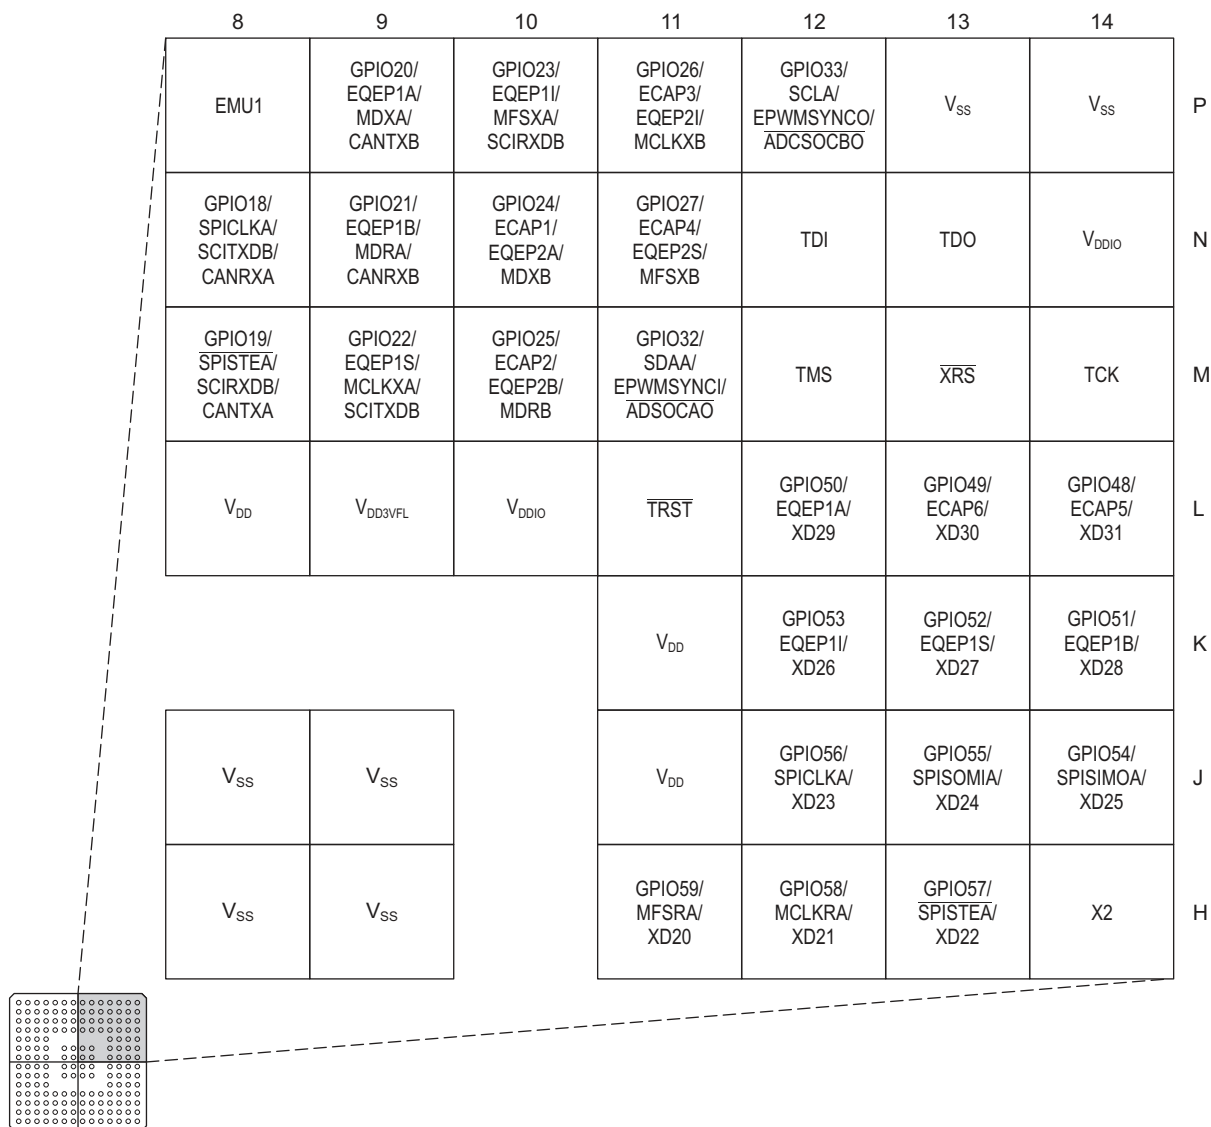 8 9 10 11 12 13 14
EMU1
GPIO20/
EQEP1A/
MDXA/
CANTXB
GPIO23/
EQEP1I/
MFSXA/
SCIRXDB
GPIO26/
ECAP3/
EQEP2I/
MCLKXB
GPIO33/
SCLA/
EPWMSYNCO/
ADCSOCBO
VSS
VSS
P
GPIO18/
SPICLKA/
SCITXDB/
CANRXA
GPIO21/
EQEP1B/
MDRA/
CANRXB
GPIO24/
ECAP1/
EQEP2A/
MDXB
GPIO27/
ECAP4/
EQEP2S/
MFSXB
TDI
TDO
VDDIO
N
GPIO19/
SPISTEA/
SCIRXDB/
CANTXA
GPIO22/
EQEP1S/
MCLKXA/
SCITXDB
GPIO25/
ECAP2/
EQEP2B/
MDRB
GPIO32/
SDAA/
EPWMSYNCI/
ADSOCAO
TMS
XRS
TCK
M
VDD
VDD3VFL
VDDIO
TRST
GPIO50/
EQEP1A/
XD29
GPIO49/
ECAP6/
XD30
GPIO48/
ECAP5/
XD31
L
VDD
GPIO53
EQEP1I/
XD26
GPIO52/
EQEP1S/
XD27
GPIO51/
EQEP1B/
XD28
K
VSS
VSS
VDD
GPIO56/
SPICLKA/
XD23
GPIO55/
SPISOMIA/
XD24
GPIO54/
SPISIMOA/
XD25
J
VSS
VSS
GPIO59/
MFSRA/
XD20
GPIO58/
MCLKRA/
XD21
GPIO57/
SPISTEA/
XD22
X2
H